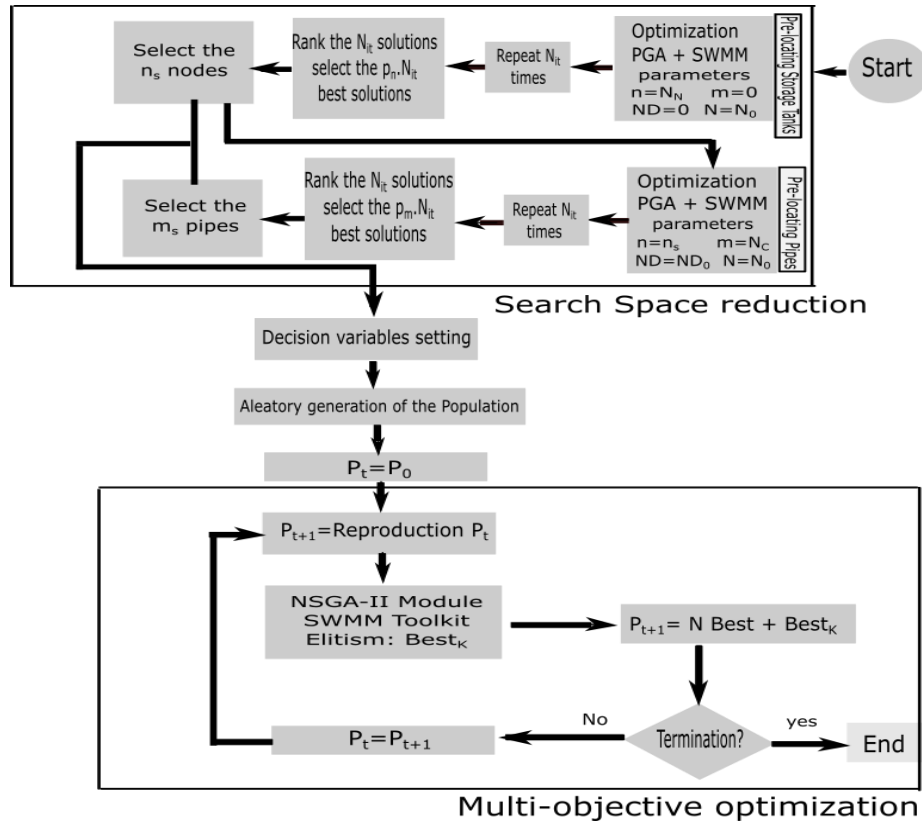 Start
Pre-locating Storage Tanks
Optimization
PGA + SWMM
parameters
n=N_N m=0
ND=0 N=N_0
Repeat N_it
times
Rank the N_it solutions
select the p_n.N_it
best solutions
Select the
n_s nodes
Pre-locating Pipes
Optimization
PGA + SWMM
parameters
n=n_s m=N_C
ND=ND_0 N=N_0
Repeat N_it
times
Rank the N_it solutions
select the p_m.N_it
best solutions
Select the
m_s pipes
Search Space reduction
Decision variables setting
Aleatory generation of the Population
P_t=P_0
P_t+1=Reproduction P_t
NSGA-II Module
SWMM Toolkit
Elitism: Best_K
P_t+1= N Best + Best_K
Termination?
No
yes
P_t=P_t+1
End
Multi-objective optimization